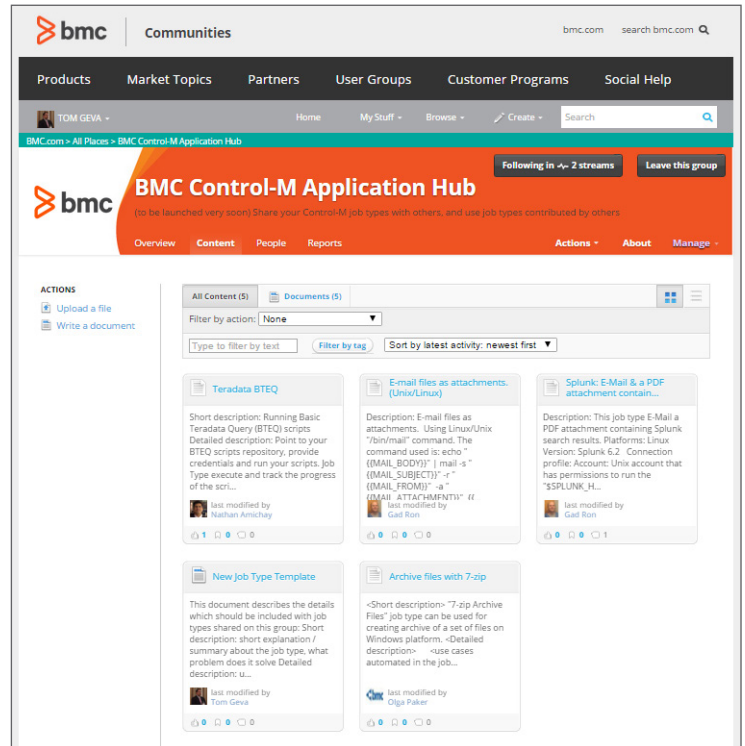 bmc Communities bmc.com search bmc.com
Products Market Topics Partners User Groups Customer Programs Social Help
TOM GEVA Home My Stuff Browse Create Search
BMC.com > All Places > BMC Control-M Application Hub
Following in 2 streams Leave this group
bmc
BMC Control-M Application Hub
(to be launched very soon) Share your Control-M job types with others, and use job types contributed by others
Overview Content People Reports Actions About Manage
ACTIONS
Upload a file
Write a document
All Content (5) Documents (5)
Filter by action: None
Type to filter by text Filter by tag Sort by latest activity: newest first
Teradata BTEQ
Short description: Running Basic
Teradata Query (BTEQ) scripts
Detailed description: Point to your
BTEQ scripts repository, provide
credentials and run your scripts. Job
Type execute and track the progress
of the scri...
last modified by
Nathan Amichay
1 0 0
E-mail files as attachments.
(Unix/Linux)
Description: E-mail files as
attachments. Using Linux/Unix
"/bin/mail" command. The
command used is: echo "
{{MAIL_BODY}}" | mail -s "
{{MAIL_SUBJECT}}" -r "
{{MAIL_FROM}}" -a "
{{MAIL_ATTACHMENT}}" {{
last modified by
Gad Ron
0 0 0
Splunk: E-Mail & a PDF
attachment contain...
Description: This job type E-Mail a
PDF attachment containing Splunk
search results. Platforms: Linux
Version: Splunk 6.2 Connection
profile: Account: Unix account that
has permissions to run the
"$SPLUNK_H...
last modified by
Gad Ron
0 0 1
New Job Type Template
This document describes the details
which should be included with job
types shared on this group: Short
description: short explanation /
summary about the job type, what
problem does it solve Detailed
description: u...
last modified by
Tom Geva
0 0 0
Archive files with 7-zip
<Short description> "7-zip Archive
Files" job type can be used for
creating archive of a set of files on
Windows platform. <Detailed
description> <use cases
automated in the job...
bmc last modified by
Olga Paker
0 0 0